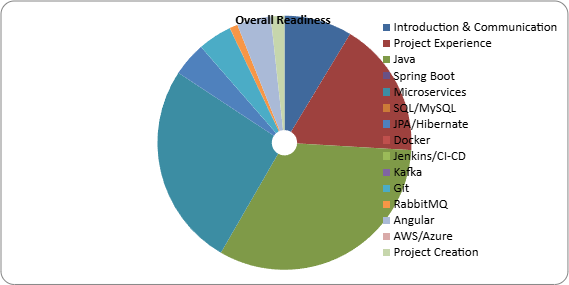 Overall Readiness
Introduction & Communication
Project Experience
Java
Spring Boot
Microservices
SQL/MySQL
JPA/Hibernate
Docker
Jenkins/CI-CD
Kafka
Git
RabbitMQ
Angular
AWS/Azure
Project Creation